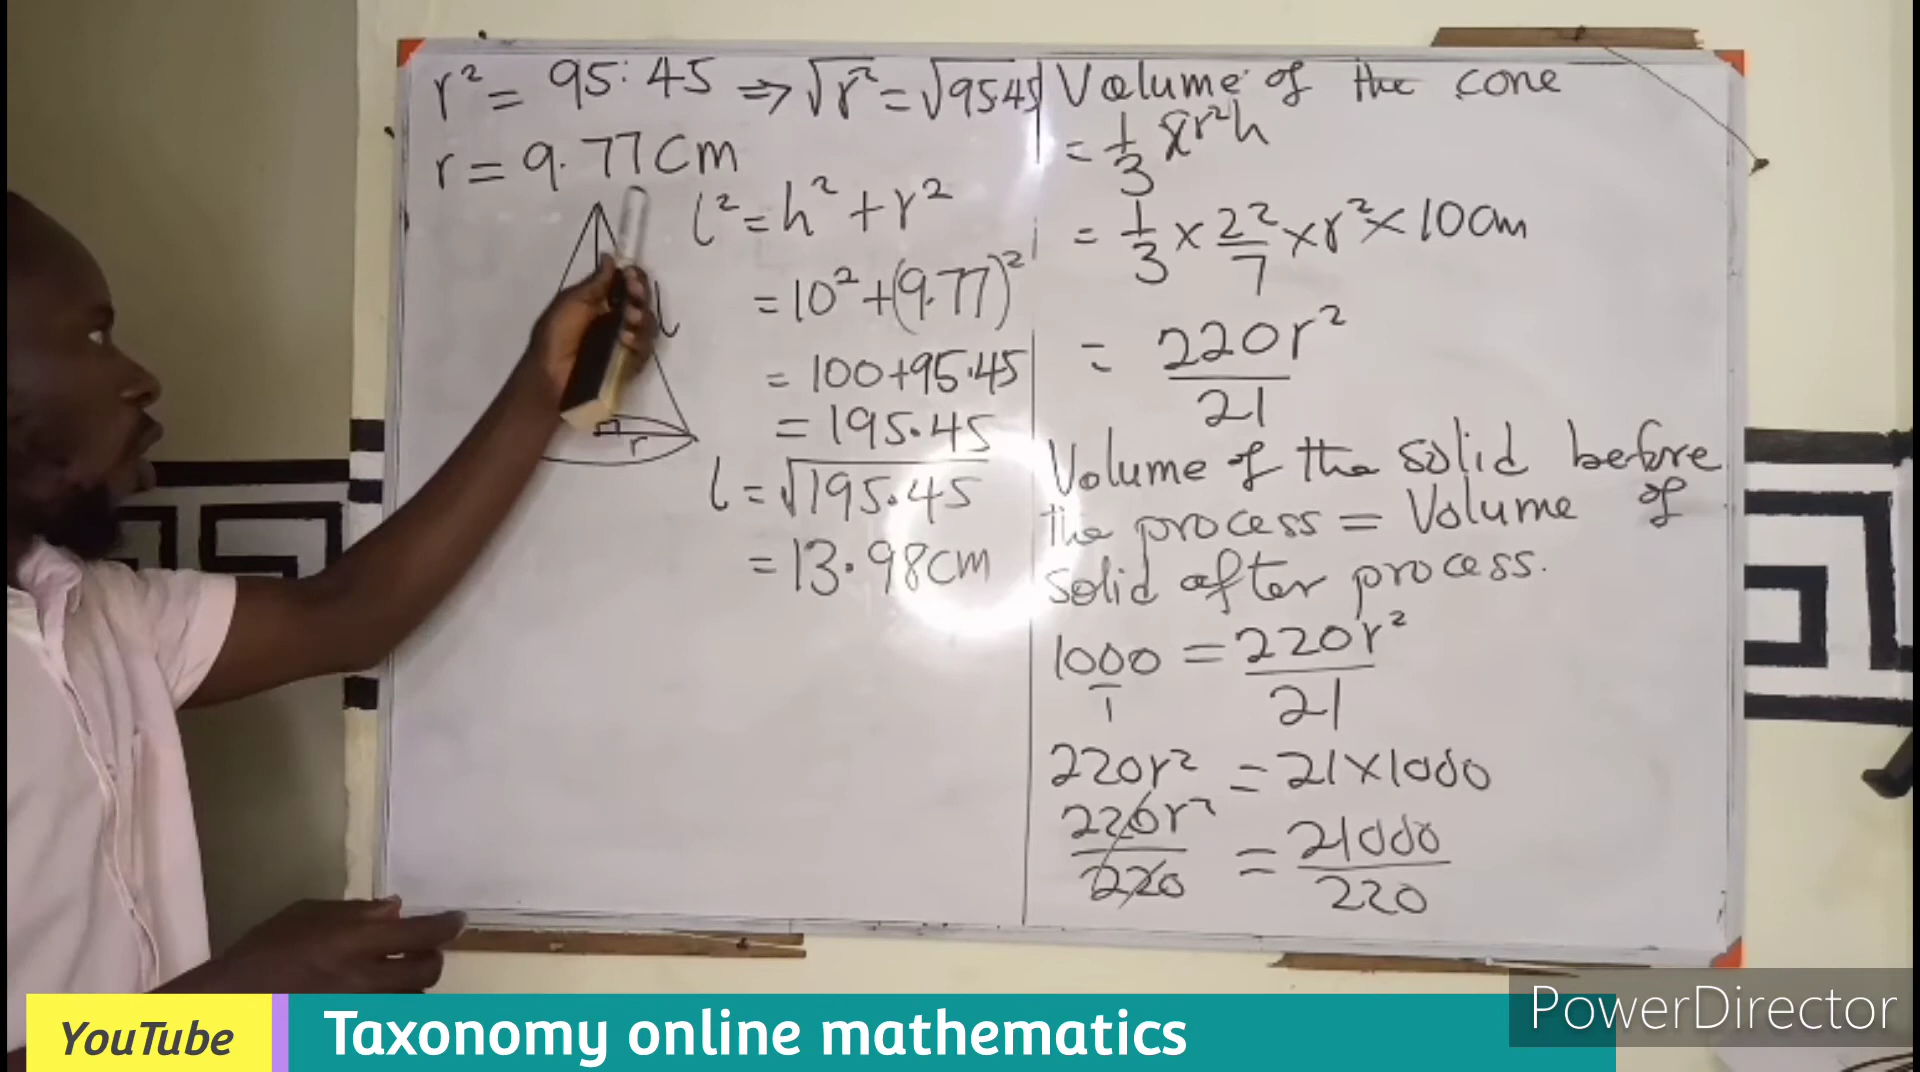 r² = 95.45 ⇒ √r² = √95.45
r = 9.77cm
l² = h² + r²
= 10² + (9.77)²
= 100+95.45
= 195.45
l = √195.45
= 13.98cm
l
r
Volume of the cone
= 1/3 πr²h
= 1/3 × 22/7 × r² × 10cm
= 220r²/21
Volume of the solid before
the process = Volume of
solid after process.
1000/1 = 220r²/21
220r² = 21×1000
220r²/220 = 21000/220
PowerDirector
YouTube
Taxonomy online mathematics